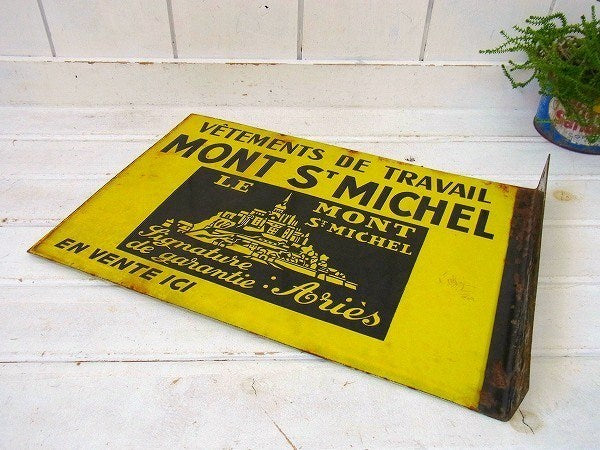 VÊTEMENTS DE TRAVAIL
MONT ST MICHEL
LE MONT
ST MICHEL
Signature
de garantie : Ariès
EN VENTE ICI